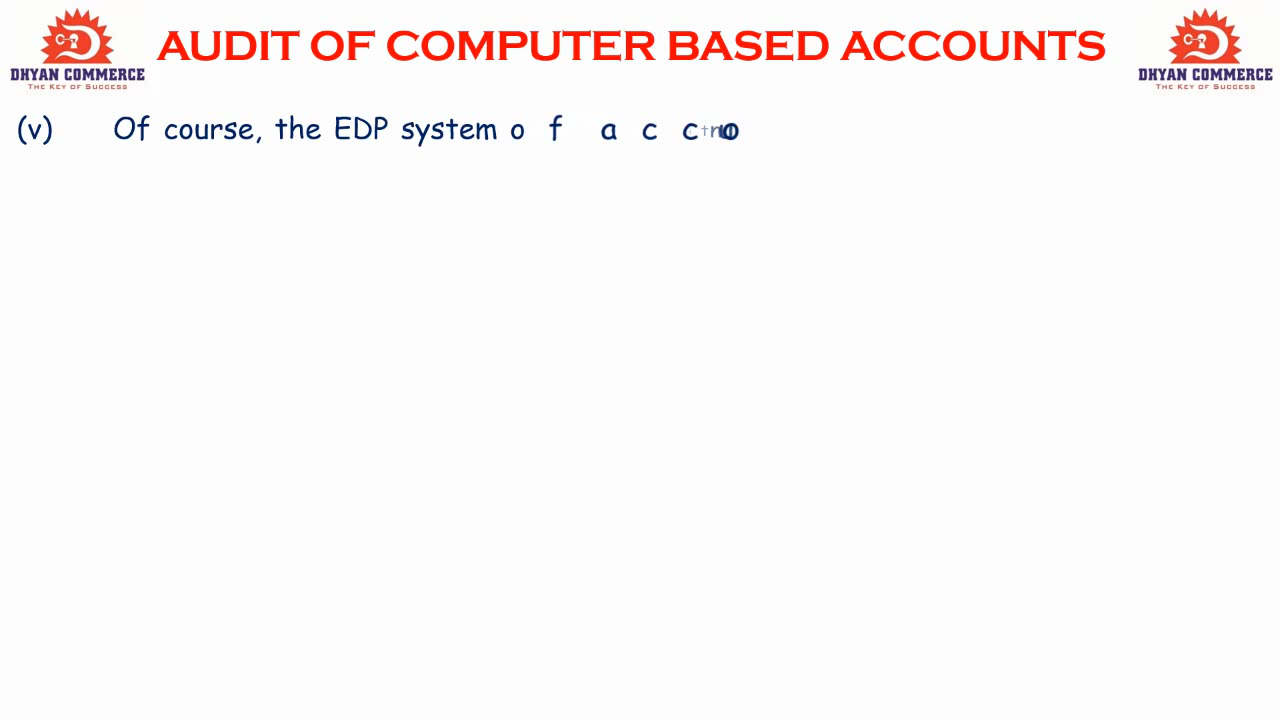 DHYAN COMMERCE
The Key of Success
AUDIT OF COMPUTER BASED ACCOUNTS
DHYAN COMMERCE
The Key of Success
(v) Of course, the EDP system of